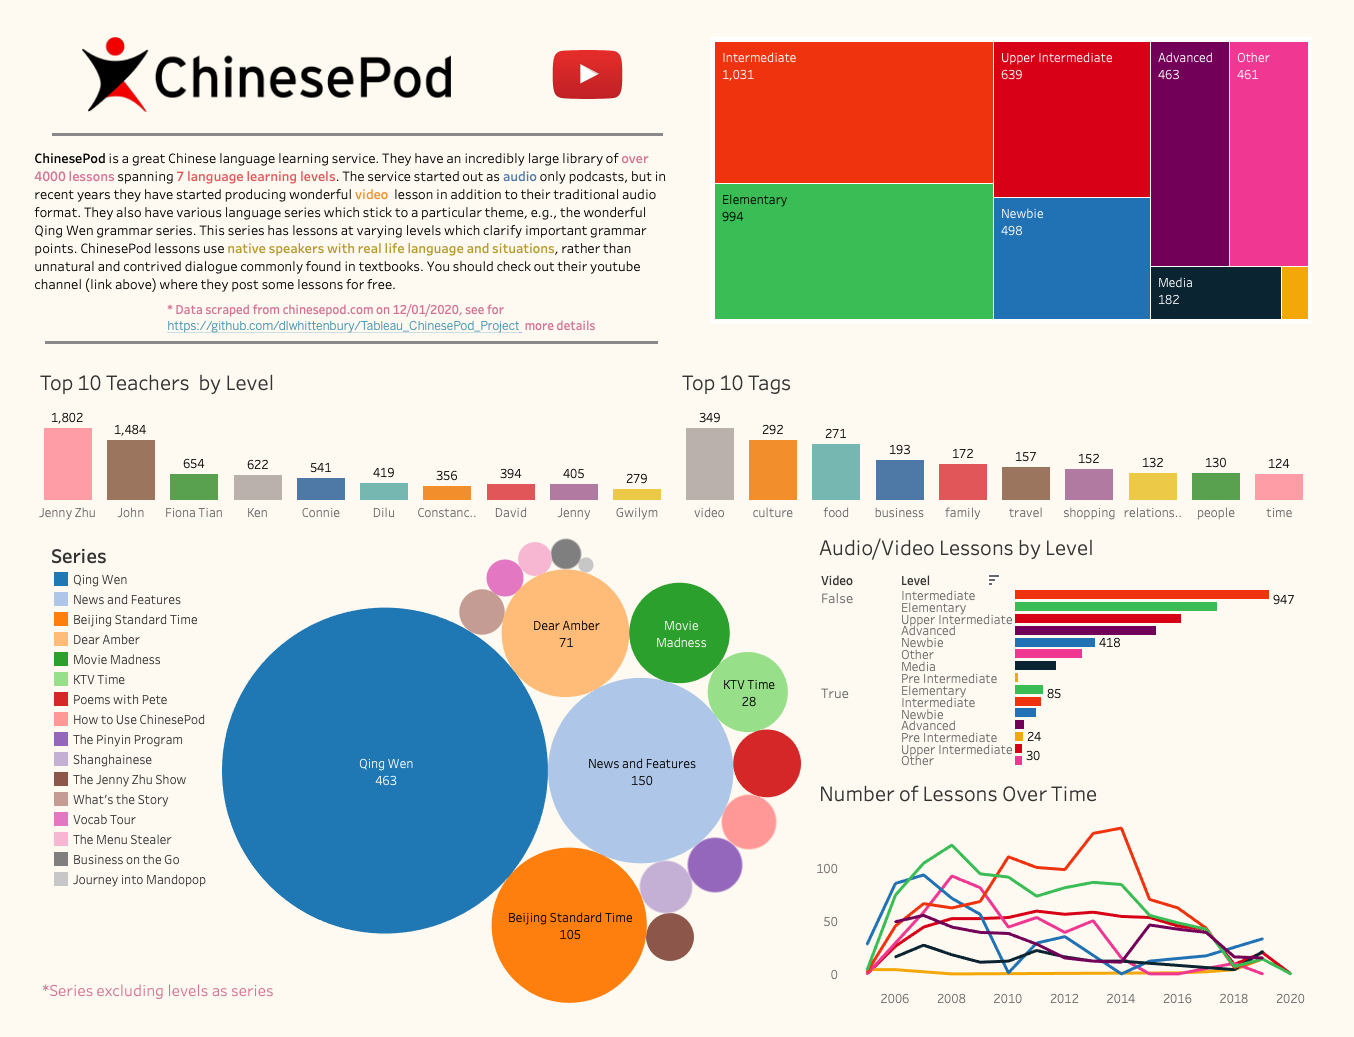 ChinesePod
ChinesePod is a great Chinese language learning service. They have an incredibly large library of over
4000 lessons spanning 7 language learning levels. The service started out as audio only podcasts, but in
recent years they have started producing wonderful video lesson in addition to their traditional audio
format. They also have various language series which stick to a particular theme, e.g., the wonderful
Qing Wen grammar series. This series has lessons at varying levels which clarify important grammar
points. ChinesePod lessons use native speakers with real life language and situations, rather than
unnatural and contrived dialogue commonly found in textbooks. You should check out their youtube
channel (link above) where they post some lessons for free.
* Data scraped from chinesepod.com on 12/01/2020, see for
https://github.com/dlwhittenbury/Tableau_ChinesePod_Project more details
Intermediate
1,031
Elementary
994
Upper Intermediate
639
Newbie
498
Advanced
463
Other
461
Media
182
Top 10 Teachers by Level
1,802
1,484
654
622
541
419
356
394
405
279
Jenny Zhu
John
Fiona Tian
Ken
Connie
Dilu
Constanc..
David
Jenny
Gwilym
Top 10 Tags
349
292
271
193
172
157
152
132
130
124
video
culture
food
business
family
travel
shopping
relations..
people
time
Series
Qing Wen
News and Features
Beijing Standard Time
Dear Amber
Movie Madness
KTV Time
Poems with Pete
How to Use ChinesePod
The Pinyin Program
Shanghainese
The Jenny Zhu Show
What's the Story
Vocab Tour
The Menu Stealer
Business on the Go
Journey into Mandopop
Dear Amber
71
Movie
Madness
KTV Time
28
Qing Wen
463
News and Features
150
Beijing Standard Time
105
*Series excluding levels as series
Audio/Video Lessons by Level
Video
Level
False
Intermediate
947
Elementary
Upper Intermediate
Advanced
Newbie
418
Other
Media
Pre Intermediate
True
Elementary
85
Intermediate
Newbie
Advanced
Pre Intermediate
24
Upper Intermediate
30
Other
Number of Lessons Over Time
100
50
0
2006
2008
2010
2012
2014
2016
2018
2020